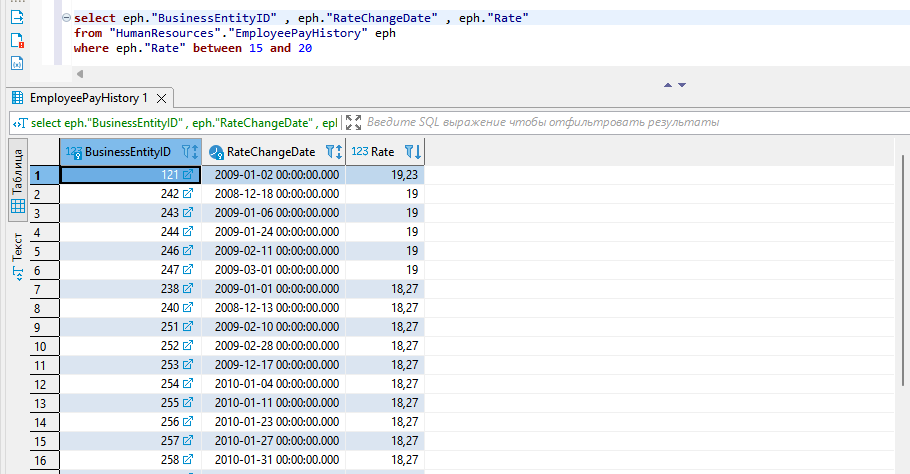 select eph."BusinessEntityID" , eph."RateChangeDate" , eph."Rate"
from "HumanResources"."EmployeePayHistory" eph
where eph."Rate" between 15 and 20
EmployeePayHistory 1
select eph."BusinessEntityID" , eph."RateChangeDate" , epl Введите SQL выражение чтобы отфильтровать результаты
Таблица
Текст
123 BusinessEntityID RateChangeDate 123 Rate
1 121 2009-01-02 00:00:00.000 19,23
2 242 2008-12-18 00:00:00.000 19
3 243 2009-01-06 00:00:00.000 19
4 244 2009-01-24 00:00:00.000 19
5 246 2009-02-11 00:00:00.000 19
6 247 2009-03-01 00:00:00.000 19
7 238 2009-01-01 00:00:00.000 18,27
8 240 2008-12-13 00:00:00.000 18,27
9 251 2009-02-10 00:00:00.000 18,27
10 252 2009-02-28 00:00:00.000 18,27
11 253 2009-12-17 00:00:00.000 18,27
12 254 2010-01-04 00:00:00.000 18,27
13 255 2010-01-11 00:00:00.000 18,27
14 256 2010-01-23 00:00:00.000 18,27
15 257 2010-01-27 00:00:00.000 18,27
16 258 2010-01-31 00:00:00.000 18,27